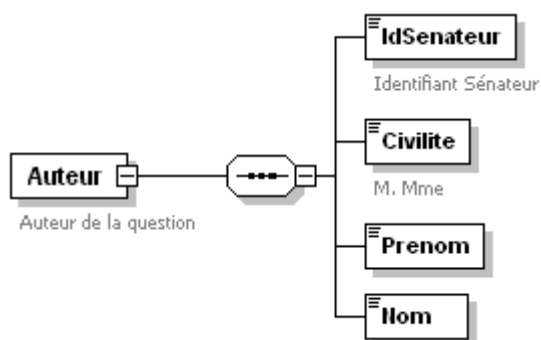 IdSenateur
Identifiant Sénateur
Civilite
M. Mme
Auteur
Auteur de la question
Prenom
Nom